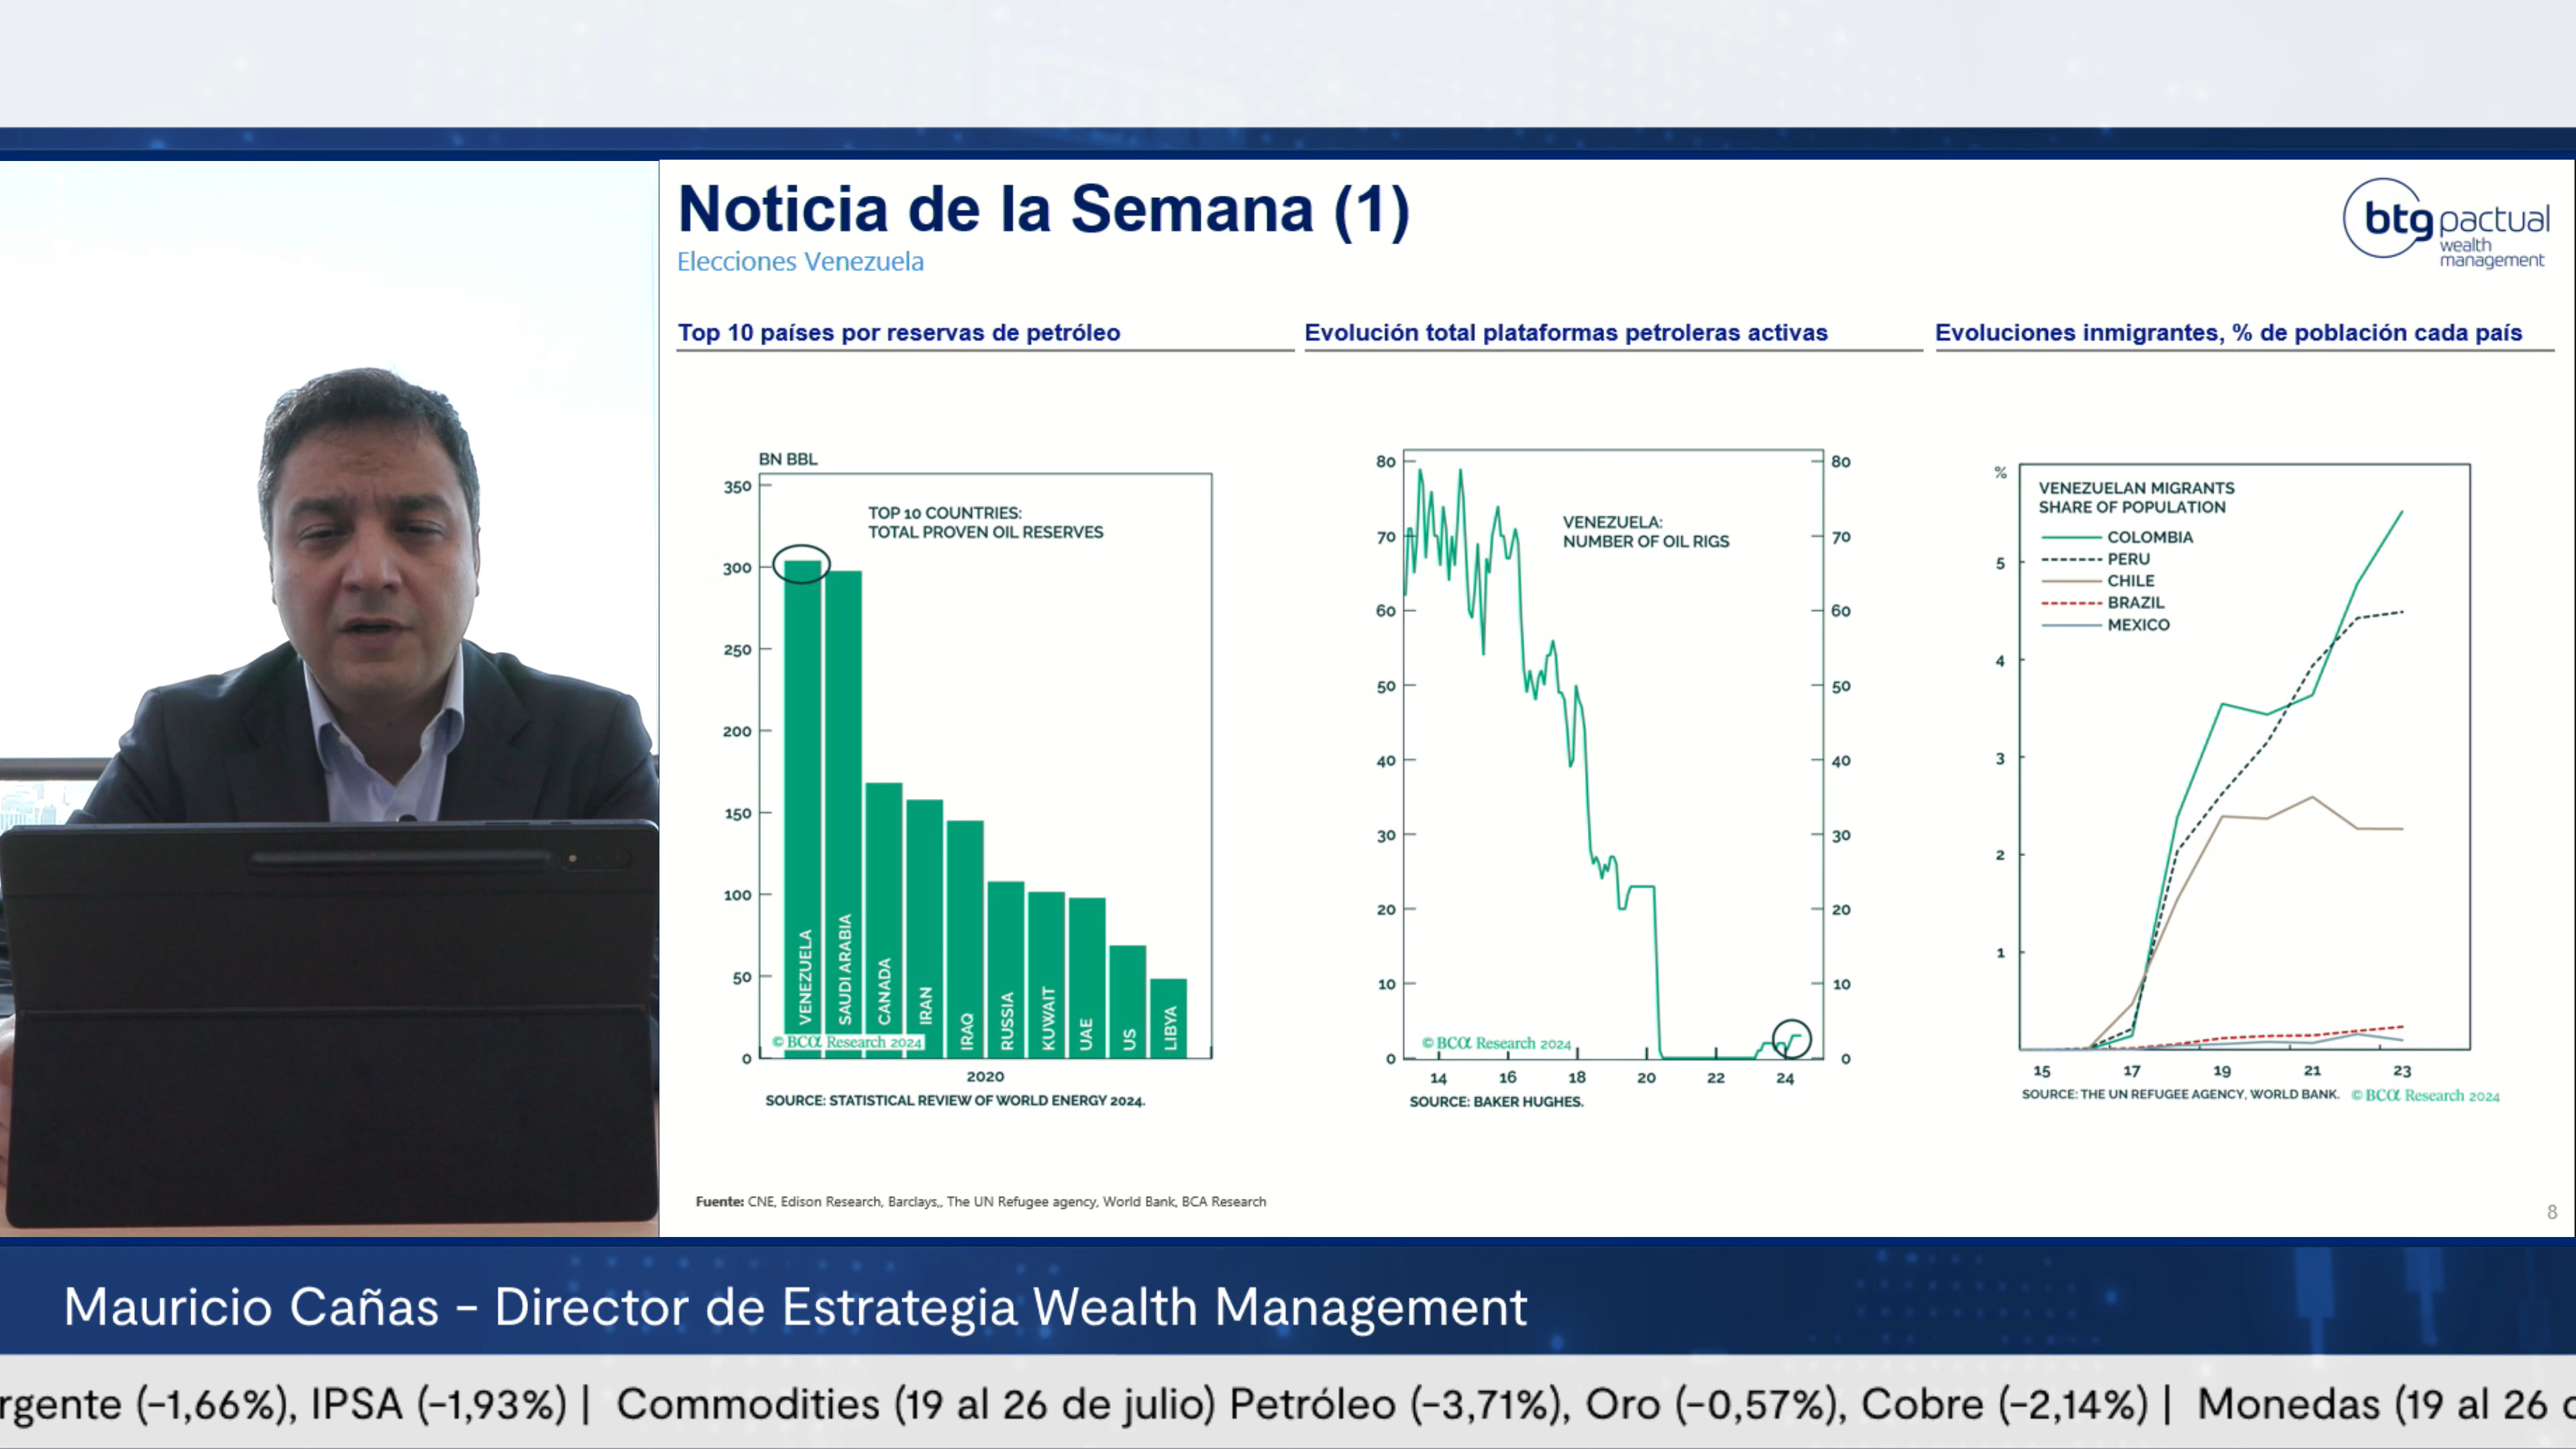 Noticia de la Semana (1)
Elecciones Venezuela
btg pactual
wealth
management
Top 10 países por reservas de petróleo
BN BBL
350
300
250
200
150
100
50
0
TOP 10 COUNTRIES:
TOTAL PROVEN OIL RESERVES
VENEZUELA
SAUDI ARABIA
CANADA
IRAN
IRAQ
RUSSIA
KUWAIT
UAE
US
LIBYA
© BCα Research 2024
2020
SOURCE: STATISTICAL REVIEW OF WORLD ENERGY 2024.
Evolución total plataformas petroleras activas
80 80
70 70
60 60
50 50
40 40
30 30
20 20
10 10
0 0
VENEZUELA:
NUMBER OF OIL RIGS
© BCα Research 2024
14 16 18 20 22 24
SOURCE: BAKER HUGHES.
Evoluciones inmigrantes, % de población cada país
%
5
4
3
2
1
VENEZUELAN MIGRANTS
SHARE OF POPULATION
COLOMBIA
PERU
CHILE
BRAZIL
MEXICO
15 17 19 21 23
SOURCE: THE UN REFUGEE AGENCY, WORLD BANK. © BCα Research 2024
Fuente: CNE, Edison Research, Barclays,, The UN Refugee agency, World Bank, BCA Research
8
Mauricio Cañas - Director de Estrategia Wealth Management
rgente (-1,66%), IPSA (-1,93%) | Commodities (19 al 26 de julio) Petróleo (-3,71%), Oro (-0,57%), Cobre (-2,14%) | Monedas (19 al 26